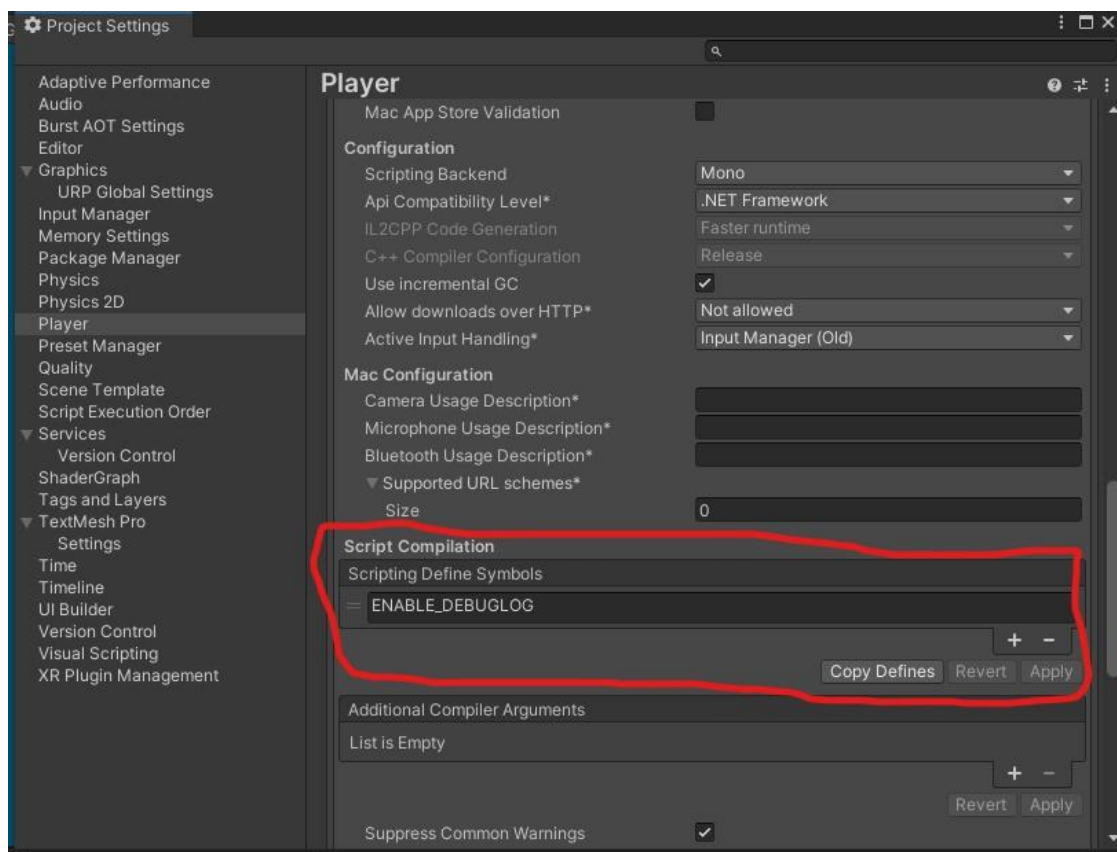 Project Settings
Adaptive Performance
Audio
Burst AOT Settings
Editor
Graphics
URP Global Settings
Input Manager
Memory Settings
Package Manager
Physics
Physics 2D
Player
Preset Manager
Quality
Scene Template
Script Execution Order
Services
Version Control
ShaderGraph
Tags and Layers
TextMesh Pro
Settings
Time
Timeline
UI Builder
Version Control
Visual Scripting
XR Plugin Management
Player
Mac App Store Validation
Configuration
Scripting Backend Mono
Api Compatibility Level* .NET Framework
IL2CPP Code Generation Faster runtime
C++ Compiler Configuration Release
Use incremental GC
Allow downloads over HTTP* Not allowed
Active Input Handling* Input Manager (Old)
Mac Configuration
Camera Usage Description*
Microphone Usage Description*
Bluetooth Usage Description*
Supported URL schemes*
Size 0
Script Compilation
Scripting Define Symbols
ENABLE_DEBUGLOG
+ −
Copy Defines Revert Apply
Additional Compiler Arguments
List is Empty
+ −
Revert Apply
Suppress Common Warnings